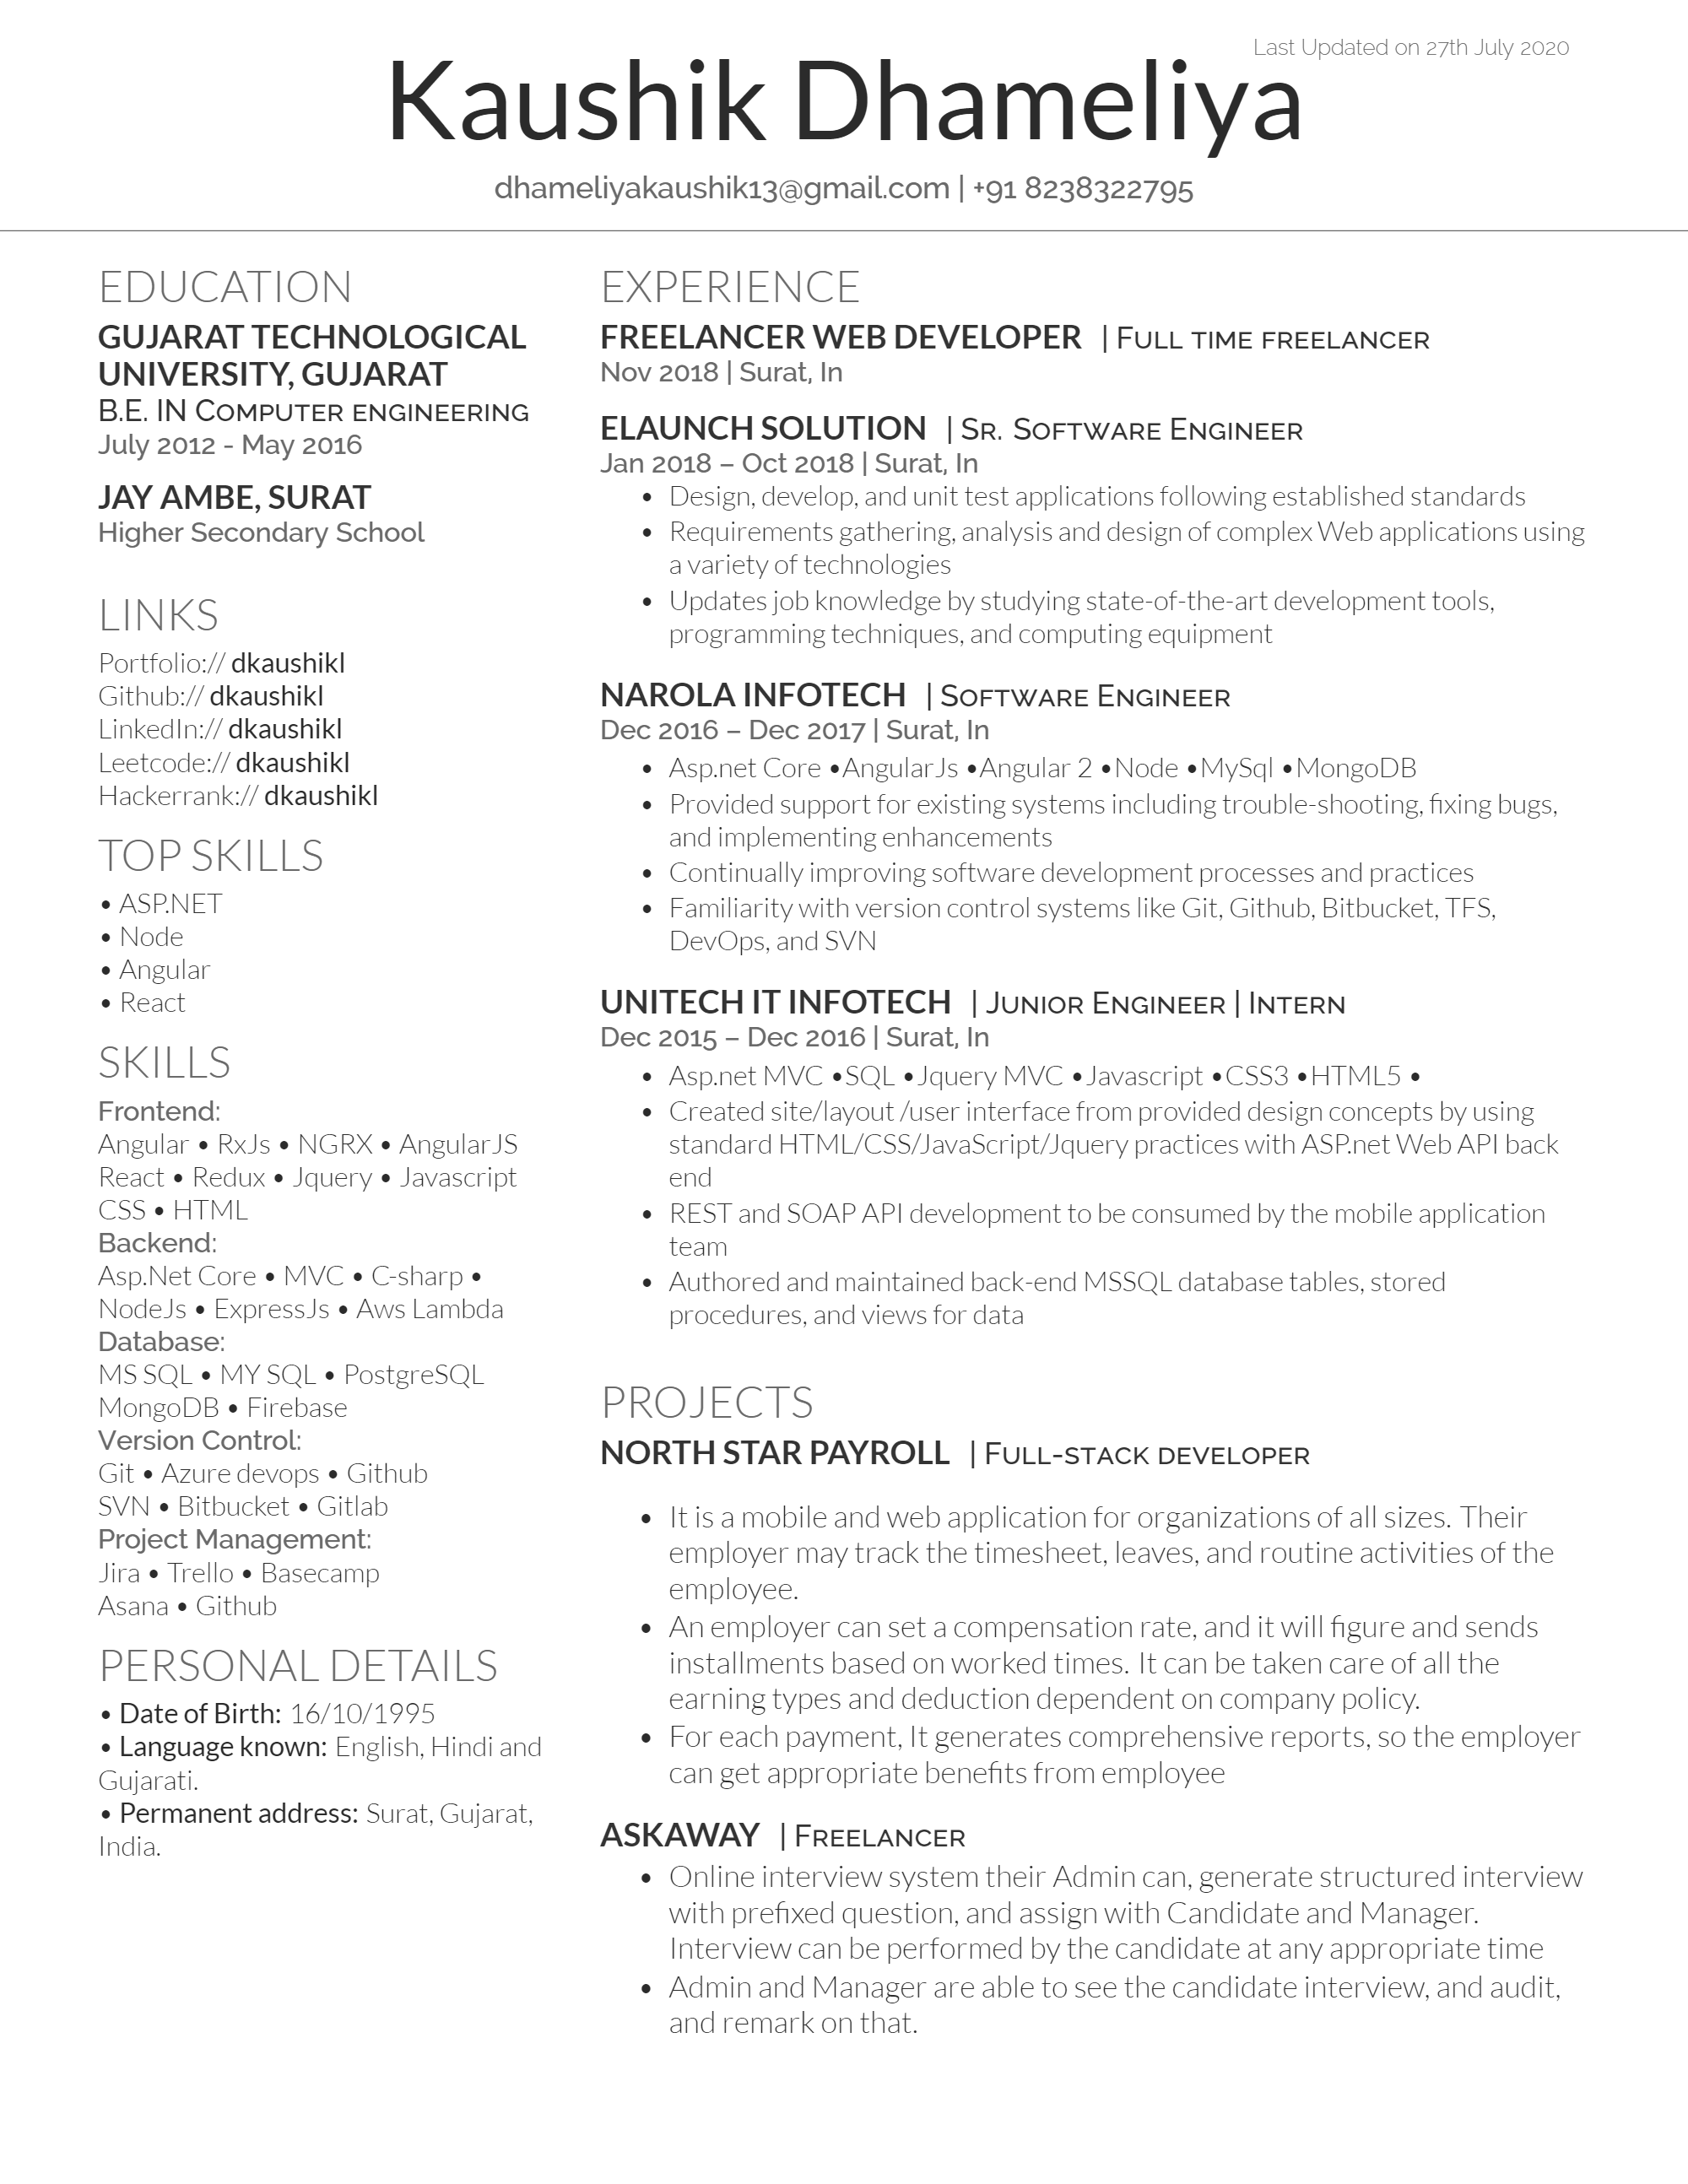 Last Updated on 27th July 2020
Kaushik Dhameliya
dhameliyakaushik13@gmail.com | +91 8238322795
EDUCATION
GUJARAT TECHNOLOGICAL
UNIVERSITY, GUJARAT
B.E. IN Computer engineering
July 2012 - May 2016
JAY AMBE, SURAT
Higher Secondary School
LINKS
Portfolio:// dkaushikl
Github:// dkaushikl
LinkedIn:// dkaushikl
Leetcode:// dkaushikl
Hackerrank:// dkaushikl
TOP SKILLS
• ASP.NET
• Node
• Angular
• React
SKILLS
Frontend:
Angular • RxJs • NGRX • AngularJS
React • Redux • Jquery • Javascript
CSS • HTML
Backend:
Asp.Net Core • MVC • C-sharp •
NodeJs • ExpressJs • Aws Lambda
Database:
MS SQL • MY SQL • PostgreSQL
MongoDB • Firebase
Version Control:
Git • Azure devops • Github
SVN • Bitbucket • Gitlab
Project Management:
Jira • Trello • Basecamp
Asana • Github
PERSONAL DETAILS
• Date of Birth: 16/10/1995
• Language known: English, Hindi and
Gujarati.
• Permanent address: Surat, Gujarat,
India.
EXPERIENCE
FREELANCER WEB DEVELOPER | Full time freelancer
Nov 2018 | Surat, In
ELAUNCH SOLUTION | Sr. Software Engineer
Jan 2018 – Oct 2018 | Surat, In
• Design, develop, and unit test applications following established standards
• Requirements gathering, analysis and design of complex Web applications using
a variety of technologies
• Updates job knowledge by studying state-of-the-art development tools,
programming techniques, and computing equipment
NAROLA INFOTECH | Software Engineer
Dec 2016 – Dec 2017 | Surat, In
• Asp.net Core •AngularJs •Angular 2 •Node •MySql •MongoDB
• Provided support for existing systems including trouble-shooting, fixing bugs,
and implementing enhancements
• Continually improving software development processes and practices
• Familiarity with version control systems like Git, Github, Bitbucket, TFS,
DevOps, and SVN
UNITECH IT INFOTECH | Junior Engineer | Intern
Dec 2015 – Dec 2016 | Surat, In
• Asp.net MVC •SQL •Jquery MVC •Javascript •CSS3 •HTML5 •
• Created site/layout /user interface from provided design concepts by using
standard HTML/CSS/JavaScript/Jquery practices with ASP.net Web API back
end
• REST and SOAP API development to be consumed by the mobile application
team
• Authored and maintained back-end MSSQL database tables, stored
procedures, and views for data
PROJECTS
NORTH STAR PAYROLL | Full-stack developer
• It is a mobile and web application for organizations of all sizes. Their
employer may track the timesheet, leaves, and routine activities of the
employee.
• An employer can set a compensation rate, and it will figure and sends
installments based on worked times. It can be taken care of all the
earning types and deduction dependent on company policy.
• For each payment, It generates comprehensive reports, so the employer
can get appropriate benefits from employee
ASKAWAY | Freelancer
• Online interview system their Admin can, generate structured interview
with prefixed question, and assign with Candidate and Manager.
Interview can be performed by the candidate at any appropriate time
• Admin and Manager are able to see the candidate interview, and audit,
and remark on that.